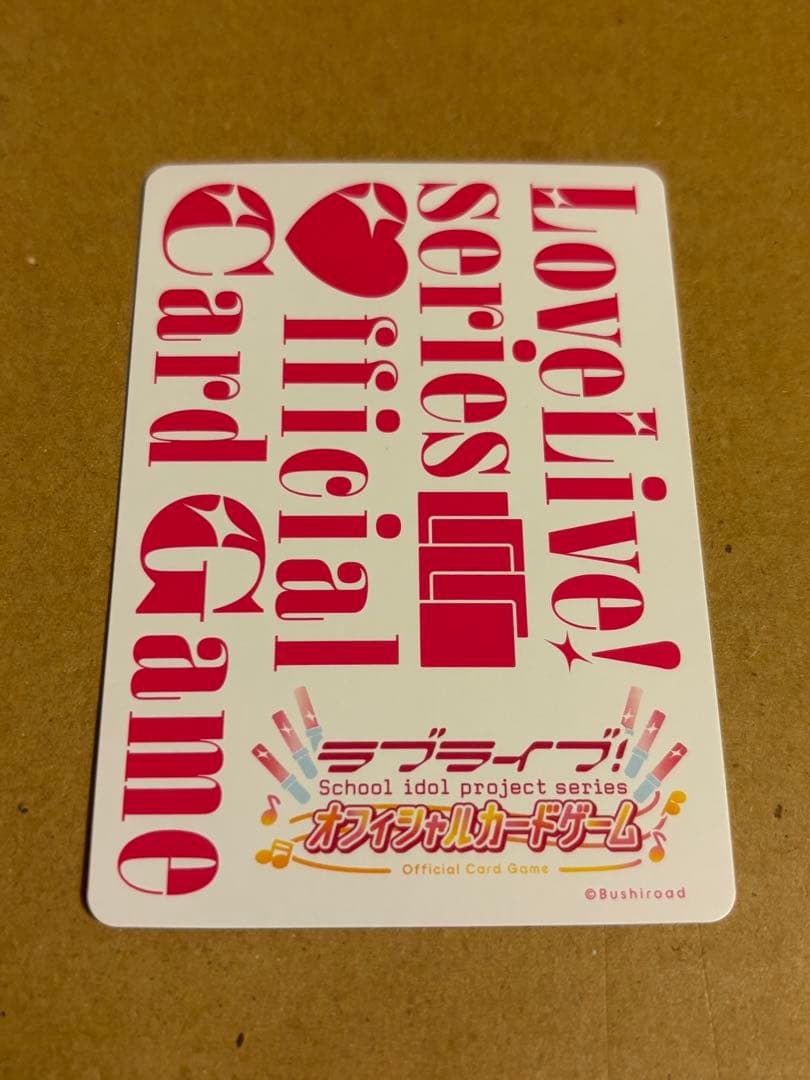 LoveLive!
series
Official
Card Game
ラブライブ!
School idol project series
オフィシャルカードゲーム
Official Card Game
©Bushiroad